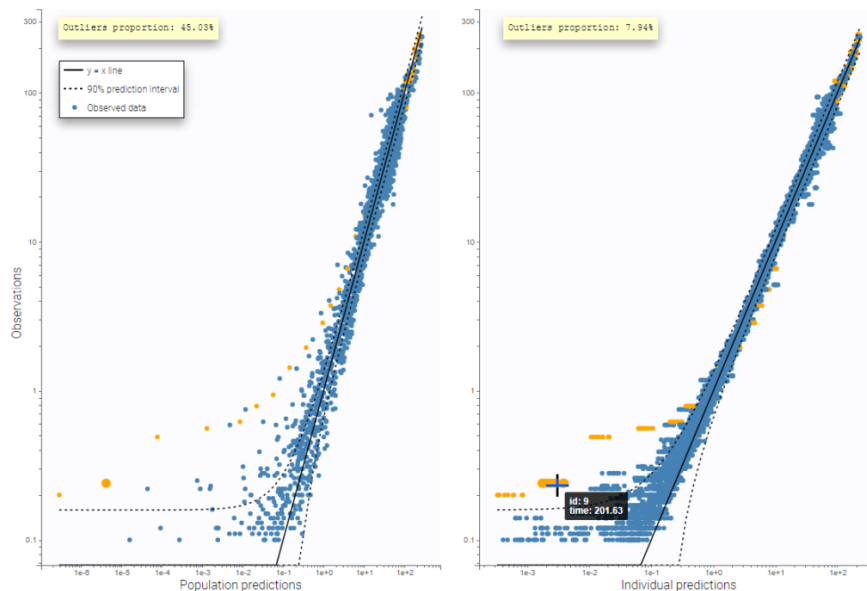 Outliers proportion: 45.03%
y = x line
90% prediction interval
Observed data
300
100
10
1
0.1
Observations
1e-6
1e-5
1e-4
1e-3
1e-2
1e-1
1e+0
1e+1
1e+2
Population predictions
Outliers proportion: 7.94%
300
100
10
1
0.1
id: 9
time: 201.63
1e-3
1e-2
1e-1
1e+0
1e+1
1e+2
Individual predictions